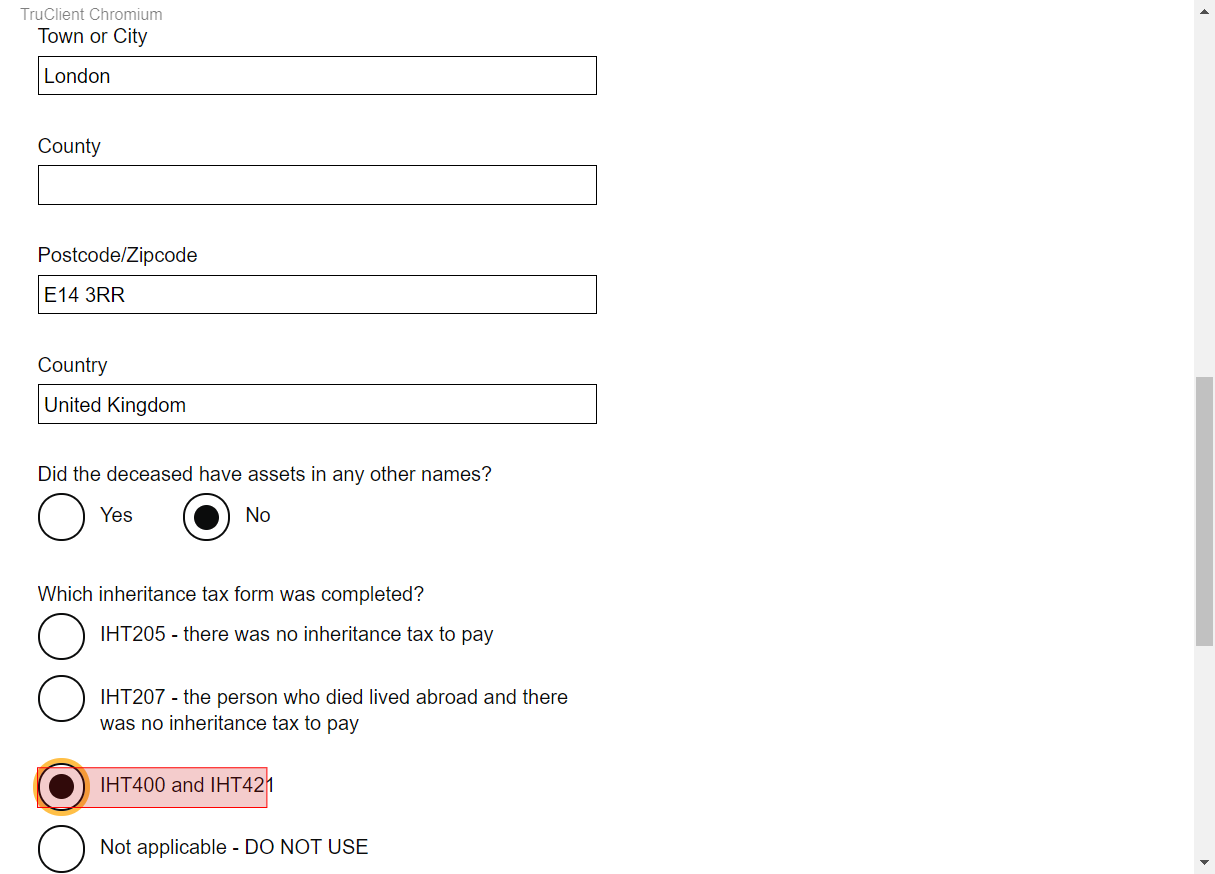 TruClient Chromium
Town or City
London
County
Postcode/Zipcode
E14 3RR
Country
United Kingdom
Did the deceased have assets in any other names?
Yes No
Which inheritance tax form was completed?
IHT205 - there was no inheritance tax to pay
IHT207 - the person who died lived abroad and there
was no inheritance tax to pay
IHT400 and IHT421
Not applicable - DO NOT USE